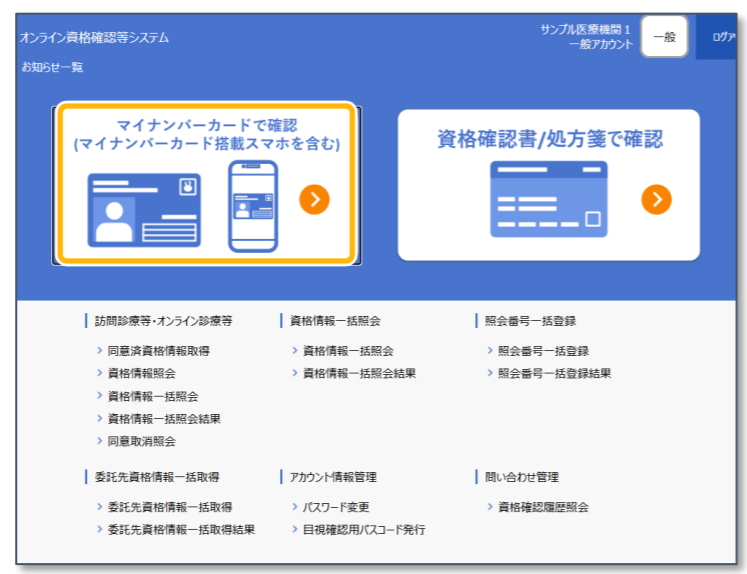 オンライン資格確認等システム
サンプル医療機関1
一般アカウント
一般
ログア
お知らせ一覧
マイナンバーカードで確認
(マイナンバーカード搭載スマホを含む)
資格確認書/処方箋で確認
訪問診療等・オンライン診療等
同意済資格情報取得
資格情報照会
資格情報一括照会
資格情報一括照会結果
同意取消照会
資格情報一括照会
資格情報一括照会
資格情報一括照会結果
照会番号一括登録
照会番号一括登録
照会番号一括登録結果
委託先資格情報一括取得
委託先資格情報一括取得
委託先資格情報一括取得結果
アカウント情報管理
パスワード変更
目視確認用パスコード発行
問い合わせ管理
資格確認履歴照会